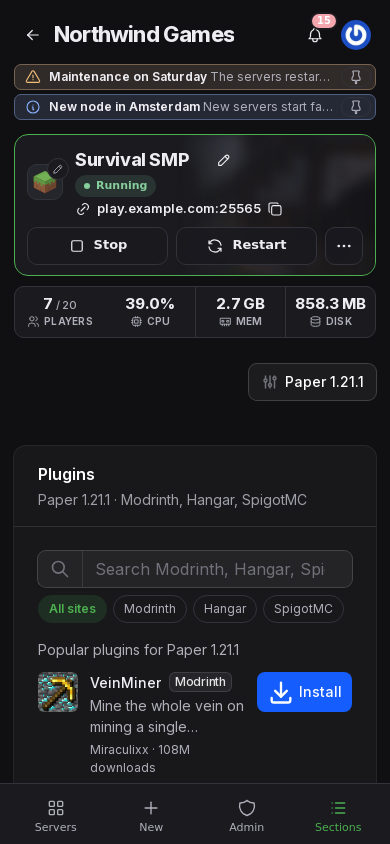 Northwind Games
15
Maintenance on Saturday The servers restar...
New node in Amsterdam New servers start fa...
Survival SMP
Running
play.example.com:25565
Stop
Restart
7 / 20
PLAYERS
39.0%
CPU
2.7 GB
MEM
858.3 MB
DISK
Paper 1.21.1
Plugins
Paper 1.21.1 · Modrinth, Hangar, SpigotMC
Search Modrinth, Hangar, Spi
All sites
Modrinth
Hangar
SpigotMC
Popular plugins for Paper 1.21.1
VeinMiner Modrinth
Mine the whole vein on
mining a single...
Miraculixx · 108M
downloads
Install
Servers
New
Admin
Sections